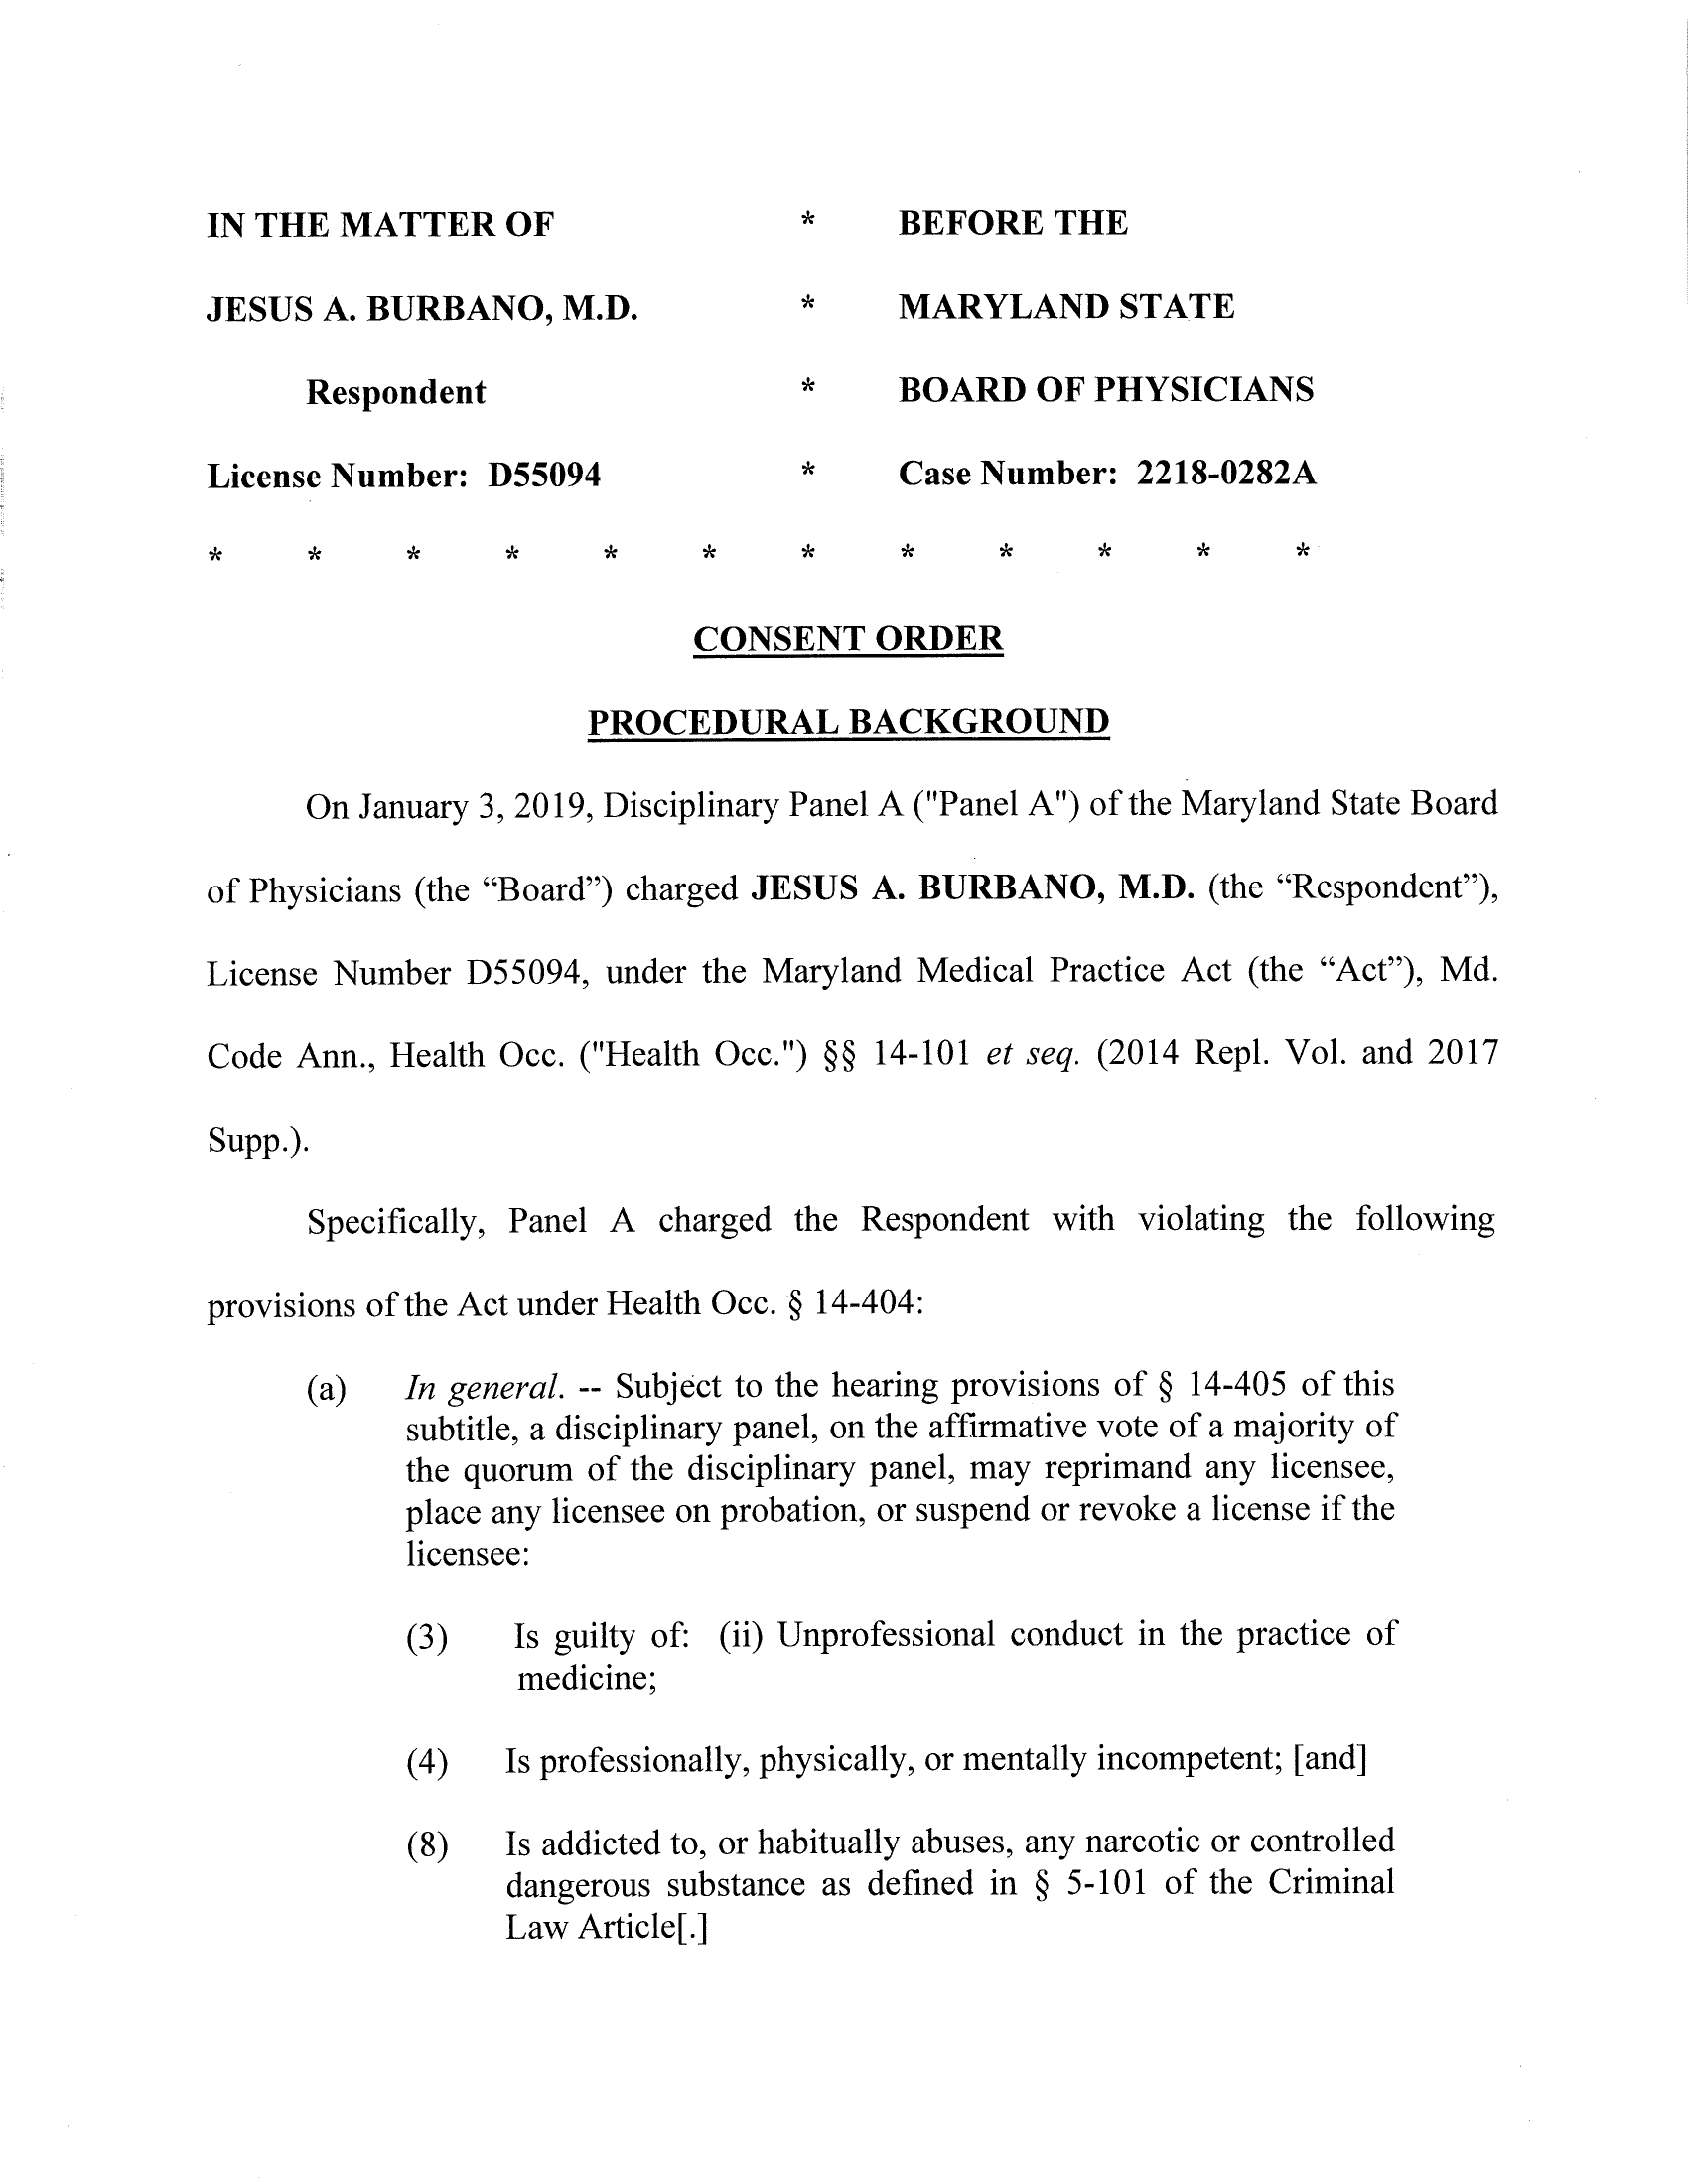 IN THE MATTER OF * BEFORE THE
JESUS A. BURBANO, M.D. * MARYLAND STATE
Respondent * BOARD OF PHYSICIANS
License Number: D55094 * Case Number: 2218-0282A
* * * * * * * * * * * *
CONSENT ORDER
PROCEDURAL BACKGROUND
On January 3, 2019, Disciplinary Panel A ("Panel A") of the Maryland State Board
of Physicians (the “Board”) charged JESUS A. BURBANO, M.D. (the “Respondent”),
License Number D55094, under the Maryland Medical Practice Act (the “Act”), Md.
Code Ann., Health Occ. ("Health Occ.") §§ 14-101 et seq. (2014 Repl. Vol. and 2017
Supp.).
Specifically, Panel A charged the Respondent with violating the following
provisions of the Act under Health Occ. § 14-404:
(a) In general. -- Subject to the hearing provisions of § 14-405 of this
subtitle, a disciplinary panel, on the affirmative vote of a majority of
the quorum of the disciplinary panel, may reprimand any licensee,
place any licensee on probation, or suspend or revoke a license if the
licensee:
(3) Is guilty of: (ii) Unprofessional conduct in the practice of
medicine;
(4) Is professionally, physically, or mentally incompetent; [and]
(8) Is addicted to, or habitually abuses, any narcotic or controlled
dangerous substance as defined in § 5-101 of the Criminal
Law Article[.]